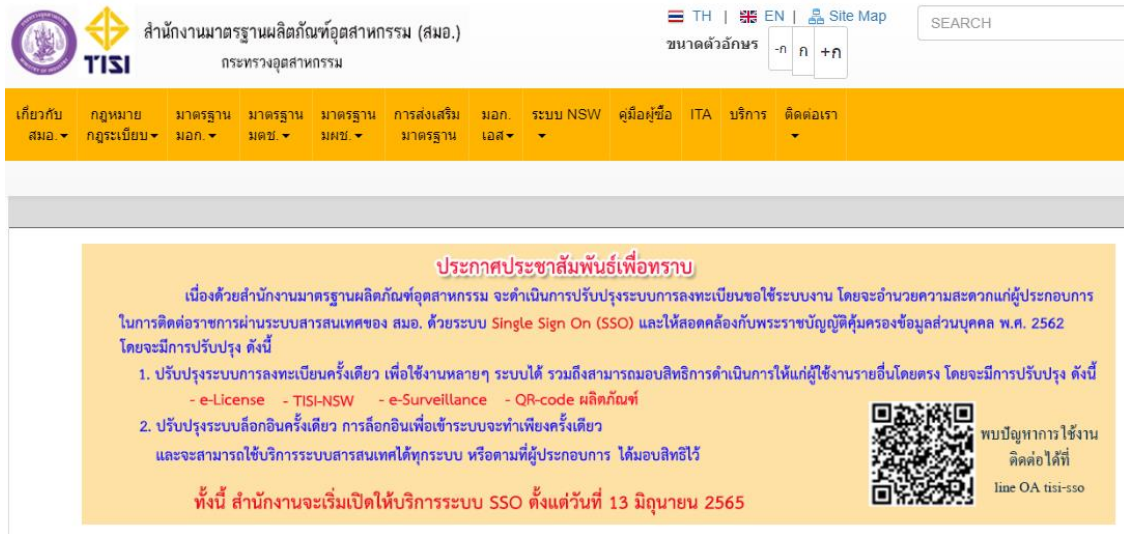 สำนักงานมาตรฐานผลิตภัณฑ์อุตสาหกรรม (สมอ.)
กระทรวงอุตสาหกรรม
TISI
TH | EN | Site Map
ขนาดตัวอักษร -ก ก +ก
SEARCH
เกี่ยวกับ สมอ.
กฎหมาย กฎระเบียบ
มาตรฐาน มอก.
มาตรฐาน มตช.
มาตรฐาน มผช.
การส่งเสริม มาตรฐาน
มอก. เอส
ระบบ NSW
คู่มือผู้ซื้อ
ITA
บริการ
ติดต่อเรา
ประกาศประชาสัมพันธ์เพื่อทราบ
เนื่องด้วยสำนักงานมาตรฐานผลิตภัณฑ์อุตสาหกรรม จะดำเนินการปรับปรุงระบบการลงทะเบียนขอใช้ระบบงาน โดยจะอำนวยความสะดวกแก่ผู้ประกอบการ
ในการติดต่อราชการผ่านระบบสารสนเทศของ สมอ. ด้วยระบบ Single Sign On (SSO) และให้สอดคล้องกับพระราชบัญญัติคุ้มครองข้อมูลส่วนบุคคล พ.ศ. 2562
โดยจะมีการปรับปรุง ดังนี้
1. ปรับปรุงระบบการลงทะเบียนครั้งเดียว เพื่อใช้งานหลายๆ ระบบได้ รวมถึงสามารถมอบสิทธิการดำเนินการให้แก่ผู้ใช้งานรายอื่นโดยตรง โดยจะมีการปรับปรุง ดังนี้
- e-License - TISI-NSW - e-Surveillance - QR-code ผลิตภัณฑ์
2. ปรับปรุงระบบล็อกอินครั้งเดียว การล็อกอินเพื่อเข้าระบบจะทำเพียงครั้งเดียว
และจะสามารถใช้บริการระบบสารสนเทศได้ทุกระบบ หรือตามที่ผู้ประกอบการ ได้มอบสิทธิไว้
ทั้งนี้ สำนักงานจะเริ่มเปิดให้บริการระบบ SSO ตั้งแต่วันที่ 13 มิถุนายน 2565
พบปัญหาการใช้งาน
ติดต่อได้ที่
line OA tisi-sso